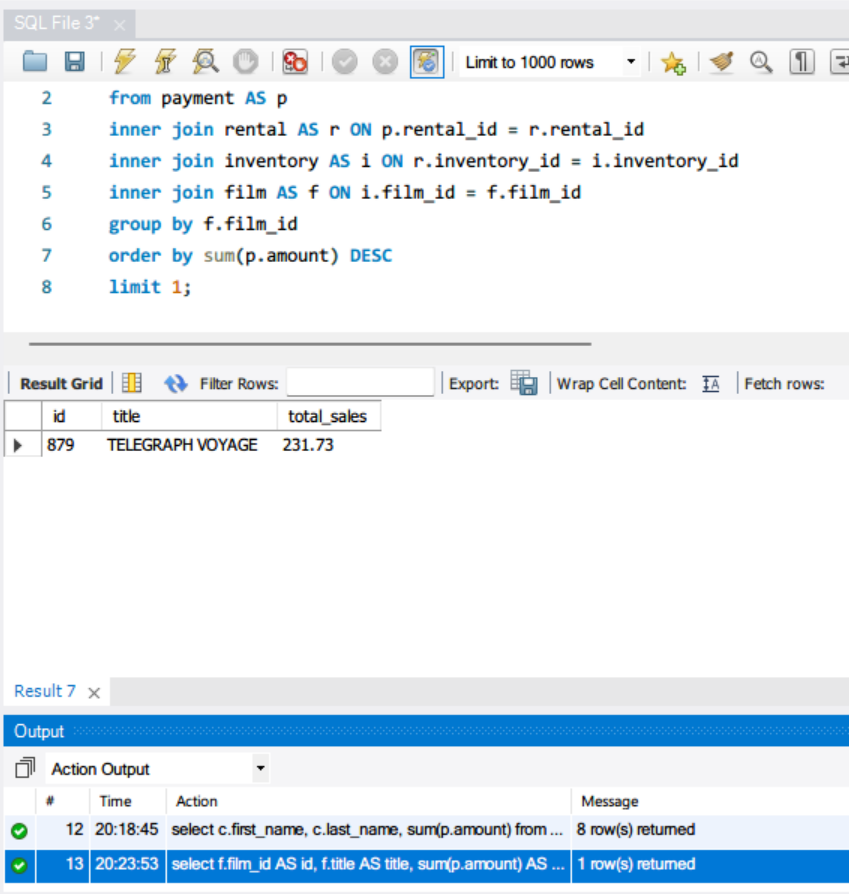 SQL File 3*
Limit to 1000 rows
2 from payment AS p
3 inner join rental AS r ON p.rental_id = r.rental_id
4 inner join inventory AS i ON r.inventory_id = i.inventory_id
5 inner join film AS f ON i.film_id = f.film_id
6 group by f.film_id
7 order by sum(p.amount) DESC
8 limit 1;
Result Grid Filter Rows: Export: Wrap Cell Content: Fetch rows:
id title total_sales
879 TELEGRAPH VOYAGE 231.73
Result 7
Output
Action Output
# Time Action Message
12 20:18:45 select c.first_name, c.last_name, sum(p.amount) from ... 8 row(s) returned
13 20:23:53 select f.film_id AS id, f.title AS title, sum(p.amount) AS ... 1 row(s) returned